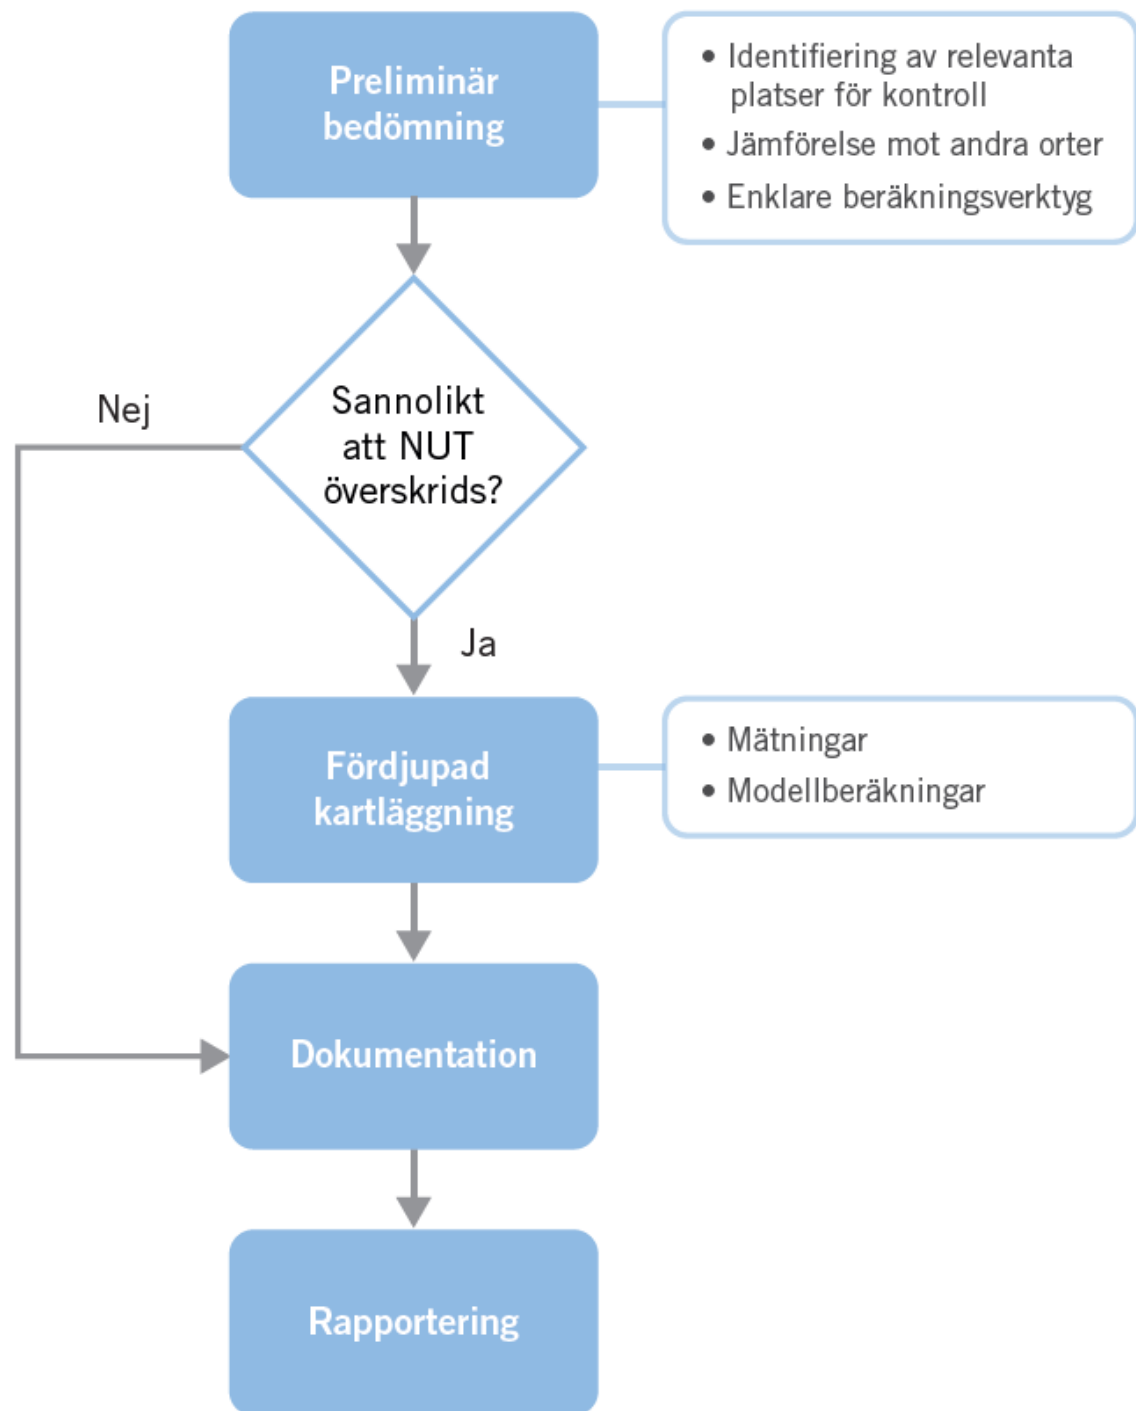 Preliminär
bedömning
• Identifiering av relevanta
platser för kontroll
• Jämförelse mot andra orter
• Enklare beräkningsverktyg
Nej
Sannolikt
att NUT
överskrids?
Ja
Fördjupad
kartläggning
• Mätningar
• Modellberäkningar
Dokumentation
Rapportering